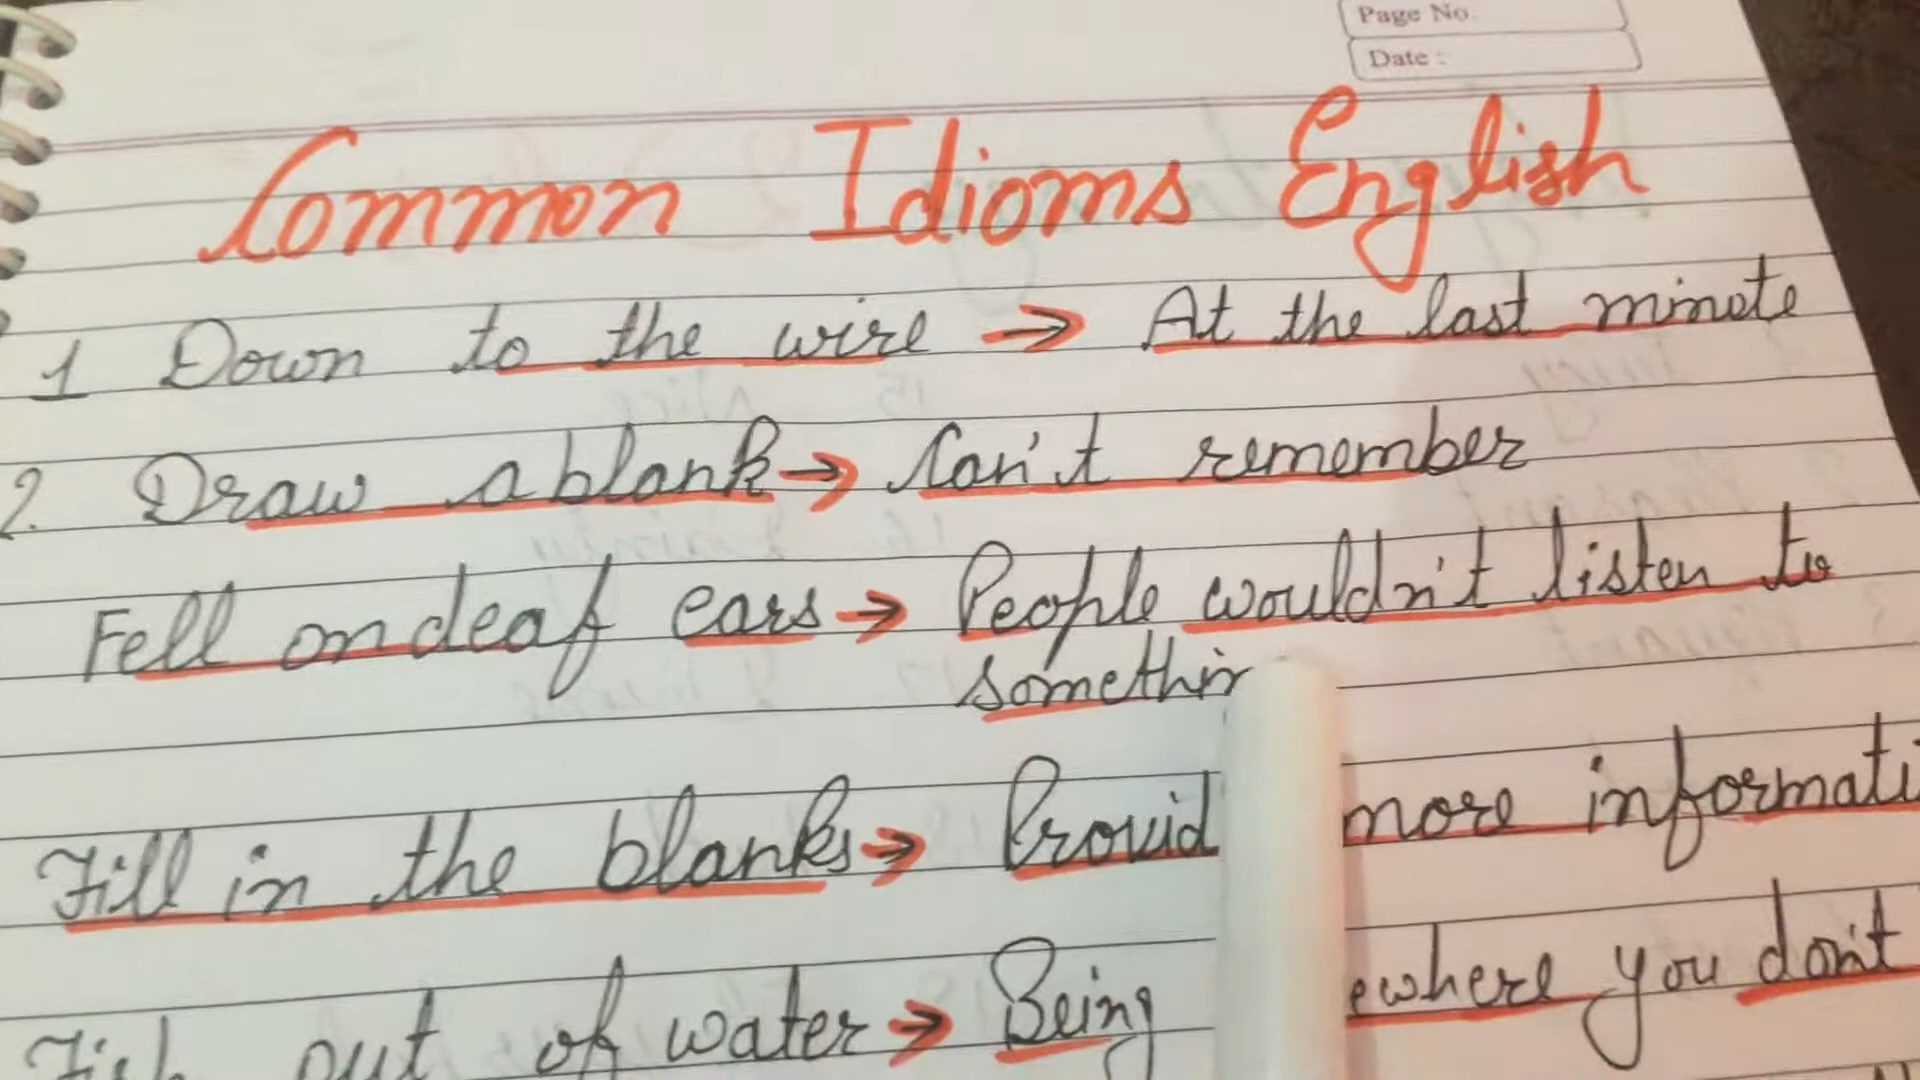 Page No.
Date :
Common Idioms English
1 Down to the wire → At the last minute
2. Draw a blank → Can't remember
Fell on deaf ears → People wouldn't listen to
somethin
Fill in the blanks → Provid more informati
Fish out of water → Being ewhere you don't